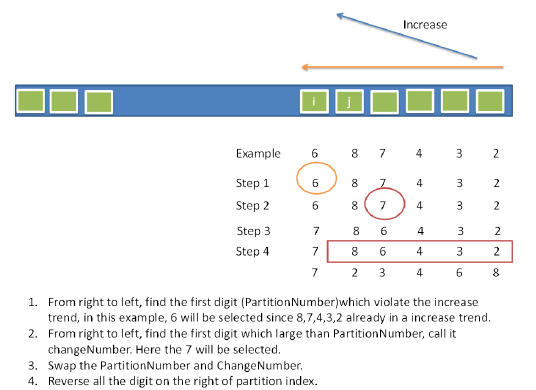 Increase
i j
Example 6 8 7 4 3 2
Step 1 6 8 7 4 3 2
Step 2 6 8 7 4 3 2
Step 3 7 8 6 4 3 2
Step 4 7 8 6 4 3 2
7 2 3 4 6 8
1. From right to left, find the first digit (PartitionNumber)which violate the increase
trend, in this example, 6 will be selected since 8,7,4,3,2 already in a increase trend.
2. From right to left, find the first digit which large than PartitionNumber, call it
changeNumber. Here the 7 will be selected.
3. Swap the PartitionNumber and ChangeNumber.
4. Reverse all the digit on the right of partition index.